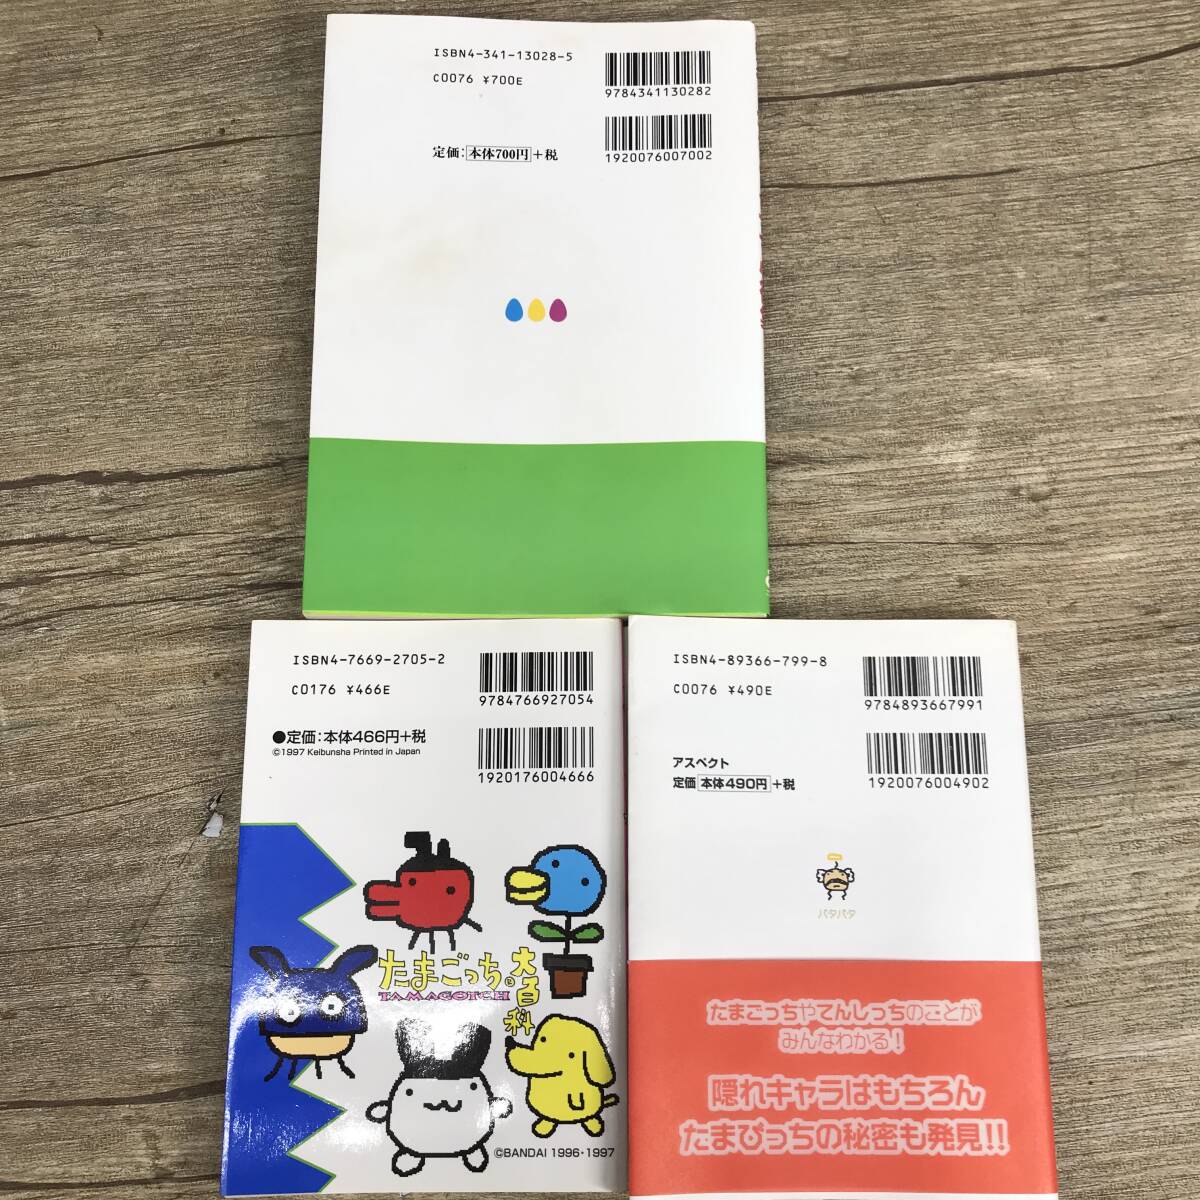 ISBN4-341-13028-5
C0076 ¥700E
9784341130282
定価：本体700円＋税
1920076007002
ISBN4-7669-2705-2
C0176 ¥466E
9784766927054
●定価：本体466円+税
©1997 Keibunsha Printed in Japan
1920176004666
たまごっち大百科
TAMAGOTCH
©BANDAI 1996・1997
ISBN4-89366-799-8
C0076 ¥490E
9784893667991
アスペクト
定価 本体490円 +税
1920076004902
パタパタ
たまごっちやてんしっちのことが
みんなわかる！
隠れキャラはもちろん
たまぴっちの秘密も発見!!